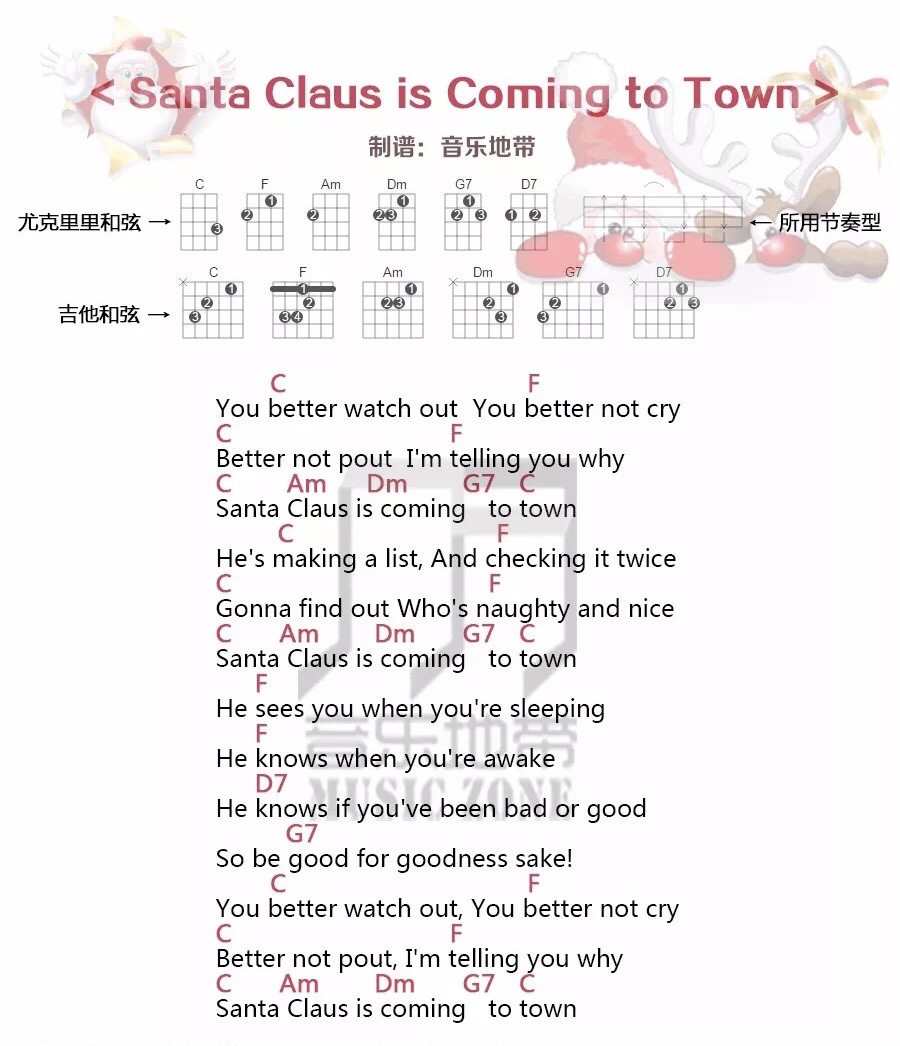 < Santa Claus is Coming to Town >
制谱：音乐地带
C F Am Dm G7 D7
尤克里里和弦 → ← 所用节奏型
C F Am Dm G7 D7
吉他和弦 →
C F
You better watch out You better not cry
C F
Better not pout I'm telling you why
C Am Dm G7 C
Santa Claus is coming to town
C F
He's making a list, And checking it twice
C F
Gonna find out Who's naughty and nice
C Am Dm G7 C
Santa Claus is coming to town
F
He sees you when you're sleeping
F
He knows when you're awake
D7
He knows if you've been bad or good
G7
So be good for goodness sake!
C F
You better watch out, You better not cry
C F
Better not pout, I'm telling you why
C Am Dm G7 C
Santa Claus is coming to town
音乐地带
MUSIC ZONE